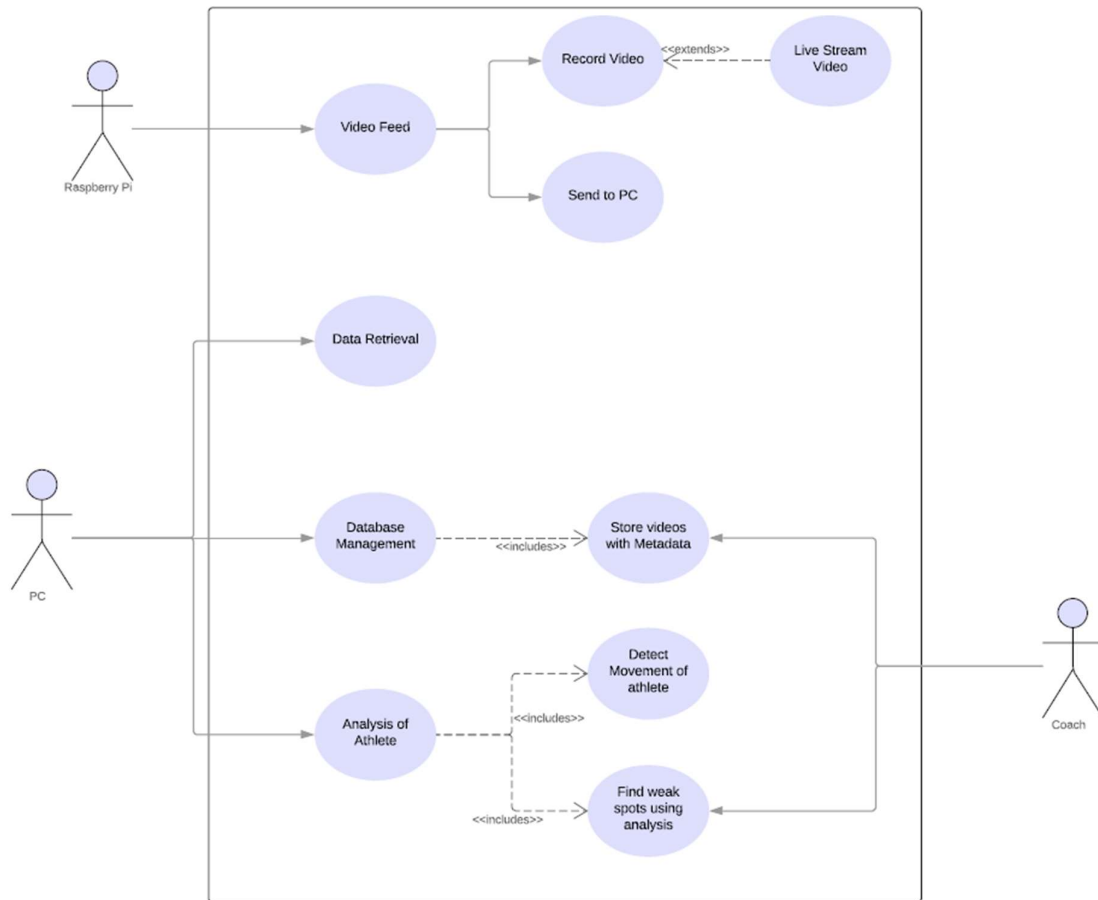 Record Video
<<extends>>
Live Stream
Video
Video Feed
Raspberry Pi
Send to PC
Data Retrieval
Database
Management
<<includes>>
Store videos
with Metadata
PC
Detect
Movement of
athlete
<<includes>>
Analysis of
Athlete
Coach
Find weak
spots using
analysis
<<includes>>